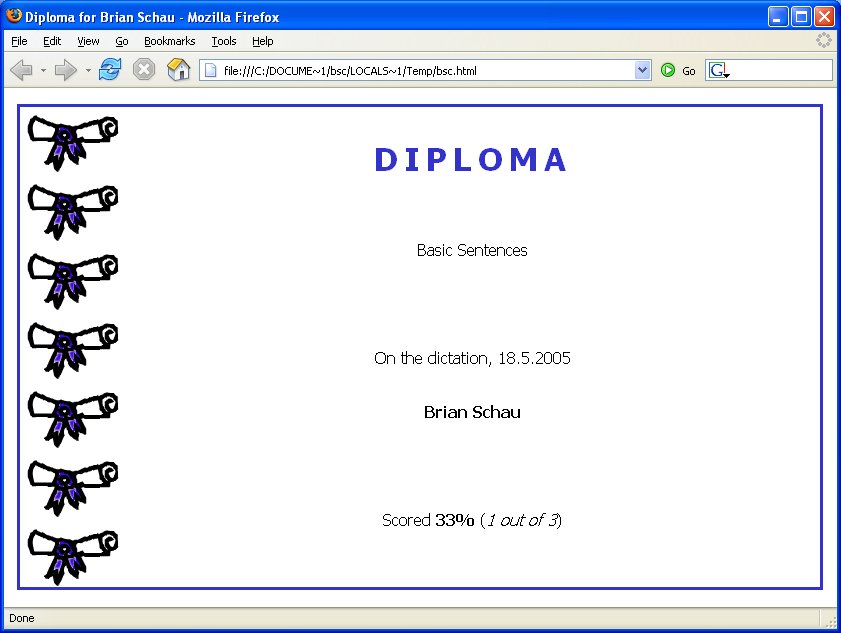 Diploma for Brian Schau - Mozilla Firefox
File Edit View Go Bookmarks Tools Help
file:///C:/DOCUME~1/bsc/LOCALS~1/Temp/bsc.html Go G
DIPLOMA
Basic Sentences
On the dictation, 18.5.2005
Brian Schau
Scored 33% (1 out of 3)
Done